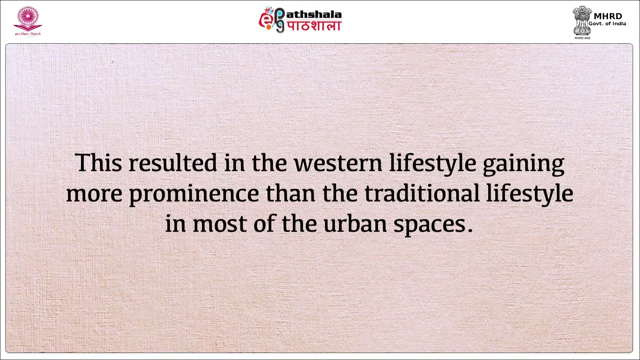 ePathshala
पाठशाला
MHRD
Govt. of India
This resulted in the western lifestyle gaining
more prominence than the traditional lifestyle
in most of the urban spaces.